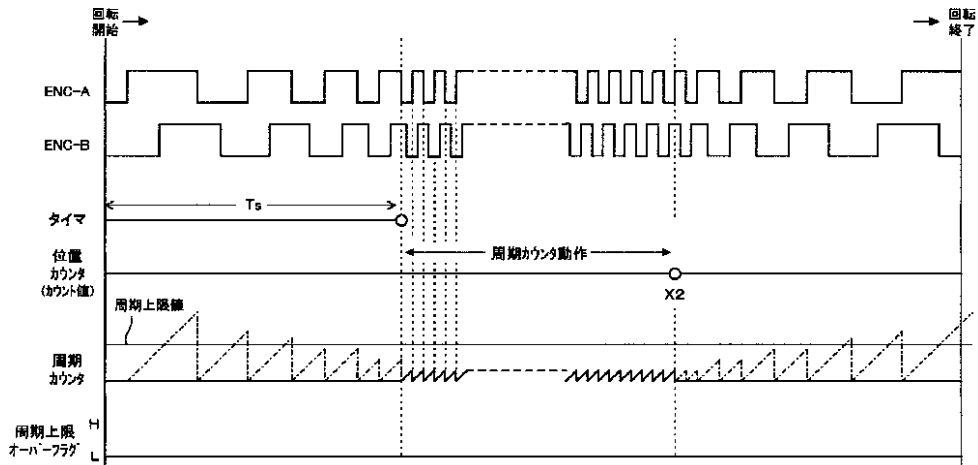 回転
開始
回転
終了
ENC-A
ENC-B
Ts
タイマ
位置
カウンタ
(カウント値)
周期カウンタ動作
X2
周期上限値
周期
カウンタ
周期上限
オーバーフラグ
H
L